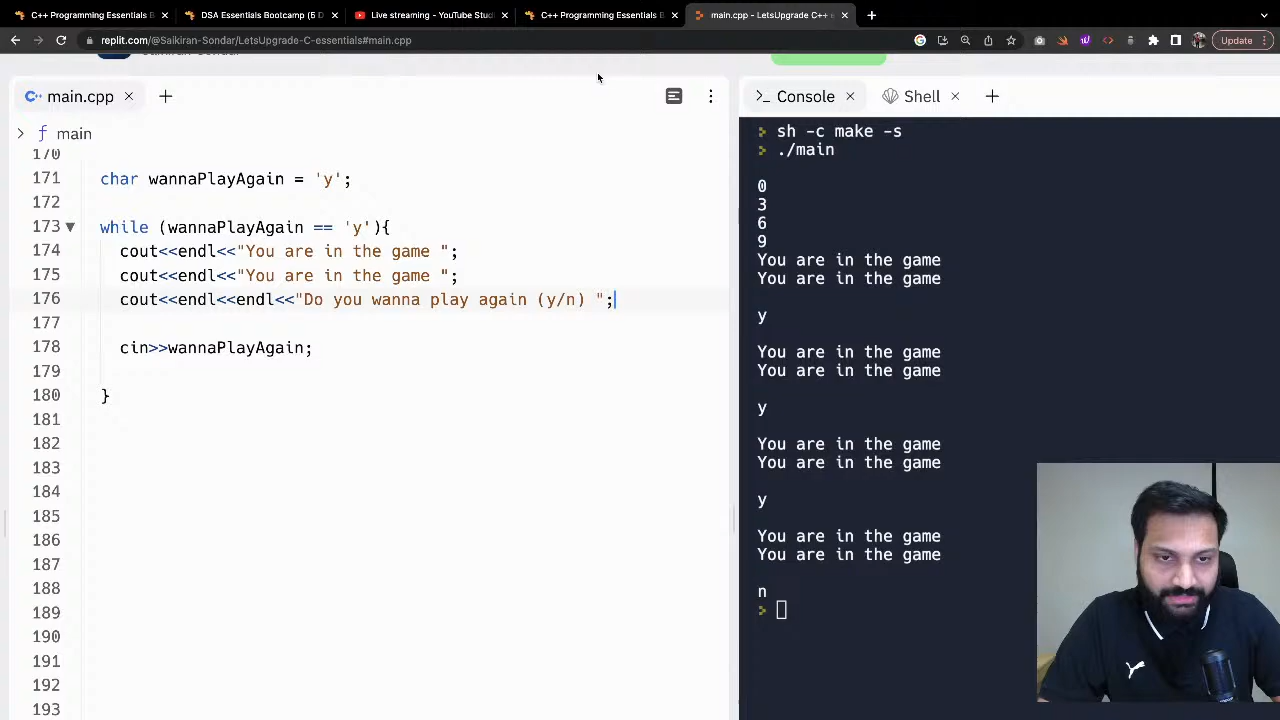 C++ Programming Essentials B
DSA Essentials Bootcamp (5 D
Live streaming - YouTube Stud
C++ Programming Essentials B
main.cpp - LetsUpgrade C++ e
replit.com/@Saikiran-Sondar/LetsUpgrade-C-essentials#main.cpp
Update
C++ main.cpp
Console
Shell
f main
170
171 char wannaPlayAgain = 'y';
172
173 while (wannaPlayAgain == 'y'){
174 cout<<endl<<"You are in the game ";
175 cout<<endl<<"You are in the game ";
176 cout<<endl<<endl<<"Do you wanna play again (y/n) ";
177
178 cin>>wannaPlayAgain;
179
180 }
181
182
183
184
185
186
187
188
189
190
191
192
193
sh -c make -s
./main
0
3
6
9
You are in the game
You are in the game
y
You are in the game
You are in the game
y
You are in the game
You are in the game
y
You are in the game
You are in the game
n